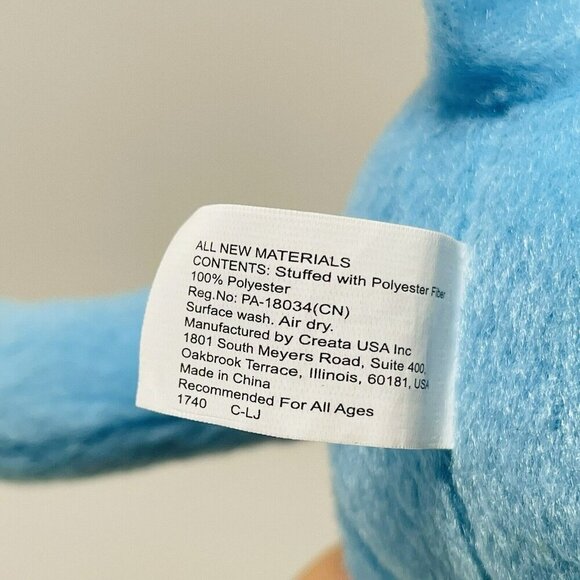 ALL NEW MATERIALS
CONTENTS: Stuffed with Polyester Fiber
100% Polyester
Reg.No: PA-18034(CN)
Surface wash. Air dry.
Manufactured by Creata USA Inc
1801 South Meyers Road, Suite 400,
Oakbrook Terrace, Illinois, 60181, USA
Made in China
Recommended For All Ages
1740 C-LJ